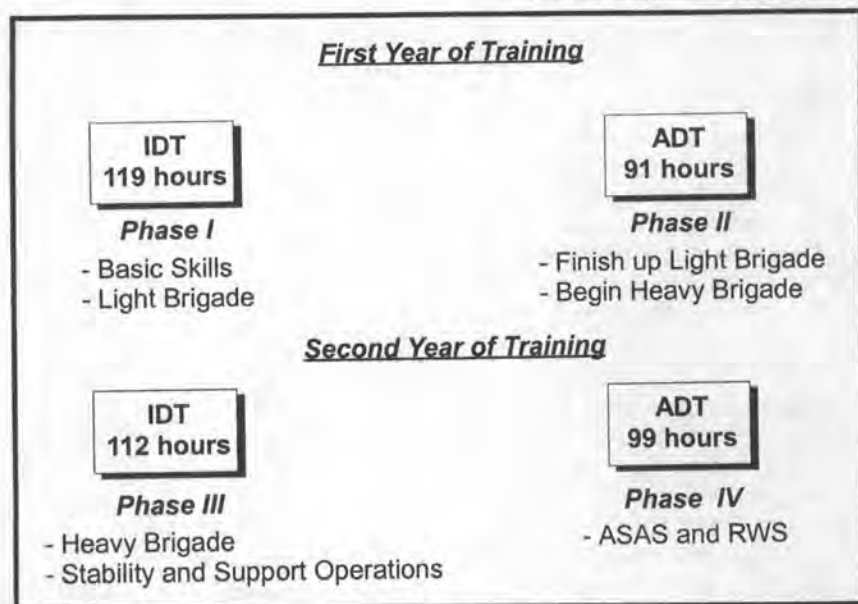 First Year of Training
IDT
119 hours
Phase I
- Basic Skills
- Light Brigade
ADT
91 hours
Phase II
- Finish up Light Brigade
- Begin Heavy Brigade
Second Year of Training
IDT
112 hours
Phase III
- Heavy Brigade
- Stability and Support Operations
ADT
99 hours
Phase IV
- ASAS and RWS